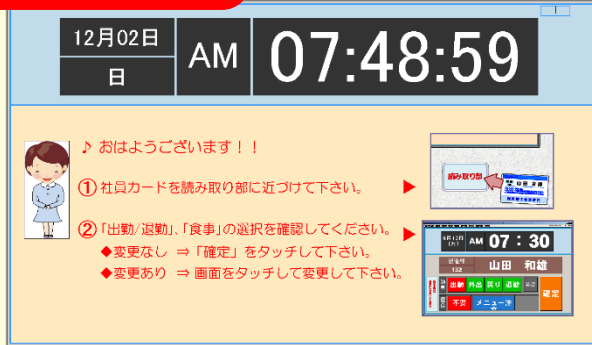 12月02日
日
AM
07:48:59
♪ おはようございます！！
① 社員カードを読み取り部に近づけて下さい。
読み取り部
② 「出勤/退勤」、「食事」の選択を確認してください。
◆変更なし ⇒「確定」をタッチして下さい。
◆変更あり ⇒ 画面をタッチして変更して下さい。
AM 07：30
132
山田 和雄
出勤 外出 戻り 退勤
確定
不要